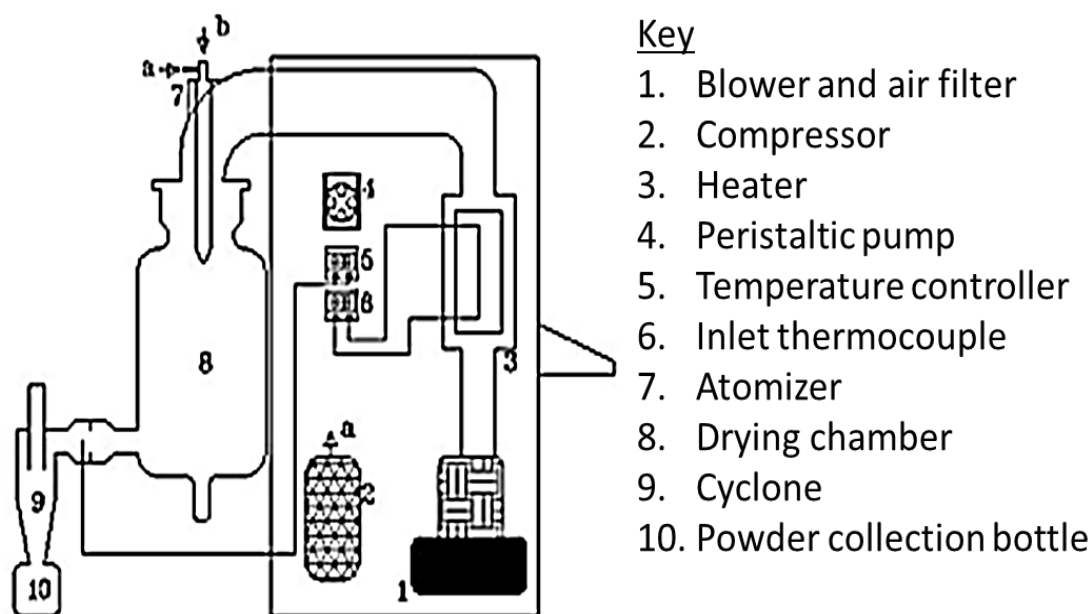 b
a
7
Key
1. Blower and air filter
2. Compressor
3. Heater
4. Peristaltic pump
5. Temperature controller
6. Inlet thermocouple
7. Atomizer
8. Drying chamber
9. Cyclone
10. Powder collection bottle
4
5
6
8
3
a
2
9
10
1